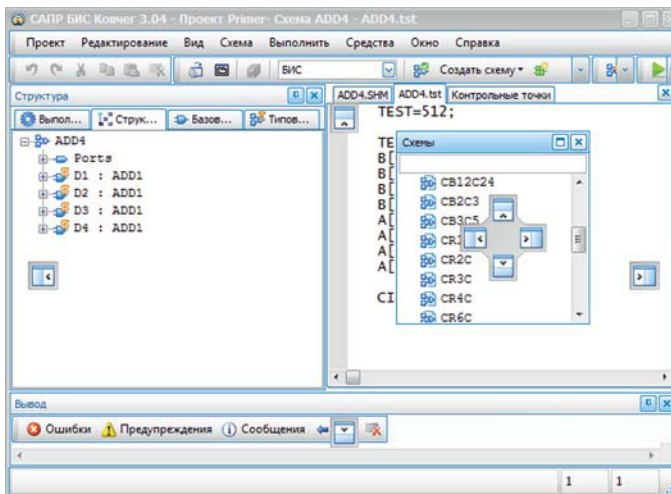 САПР БИС Ковчег 3.04 - Проект Primer- Схема ADD4 - ADD4.tst
Проект Редактирование Вид Схема Выполнить Средства Окно Справка
БИС Создать схему
Структура
Выпол... Струк... Базов... Типов...
ADD4
Ports
D1 : ADD1
D2 : ADD1
D3 : ADD1
D4 : ADD1
ADD4.SHM ADD4.tst Контрольные точки
TEST=512;
TE
B[
B[
B[
B[
A[
A[
A[
A[
CI
Схемы
CB12C24
CB2C3
CB3C5
CR2C
CR3C
CR4C
CR6C
Вывод
Ошибки Предупреждения Сообщения
1 1